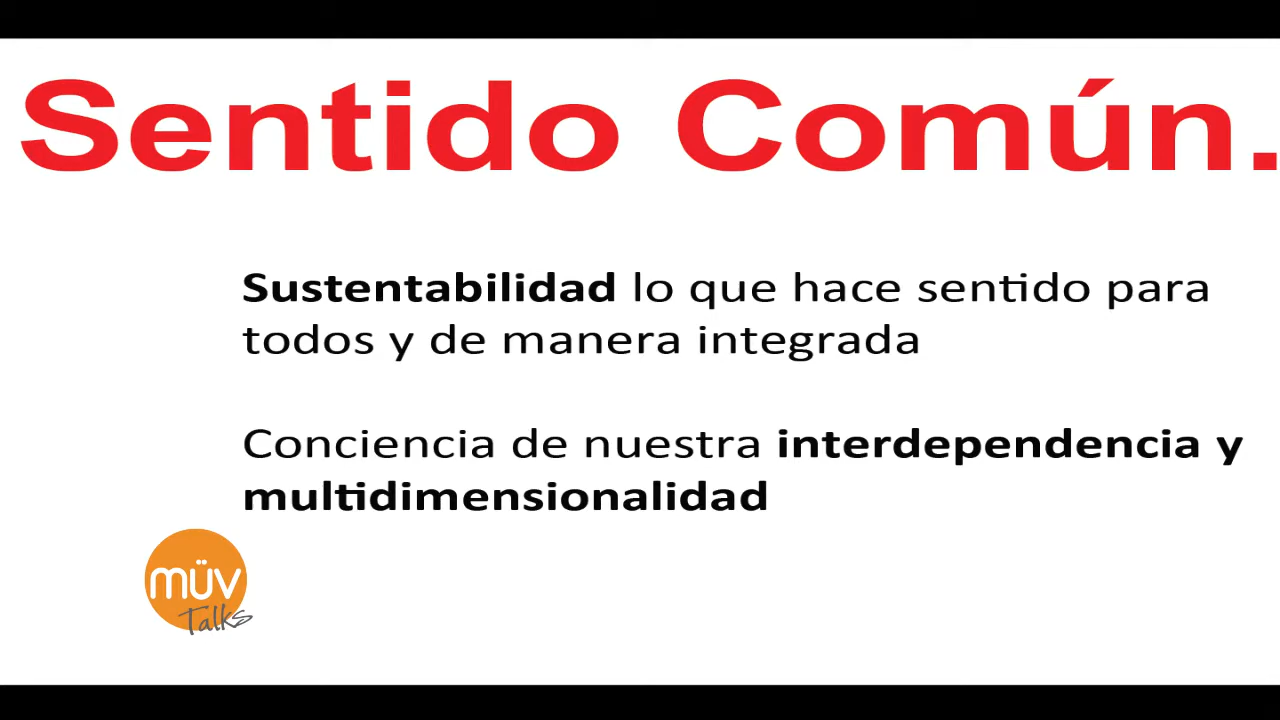 Sentido Común.
Sustentabilidad lo que hace sentido para
todos y de manera integrada
Conciencia de nuestra interdependencia y
multidimensionalidad
müv
Talks